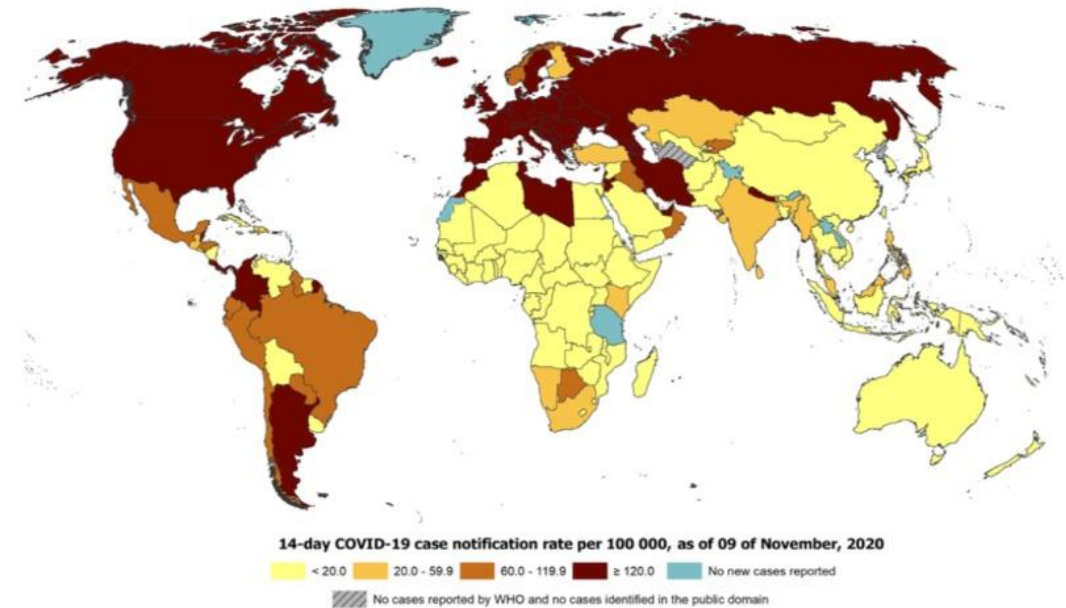 14-day COVID-19 case notification rate per 100 000, as of 09 of November, 2020
< 20.0 20.0 - 59.9 60.0 - 119.9 ≥ 120.0 No new cases reported
No cases reported by WHO and no cases identified in the public domain